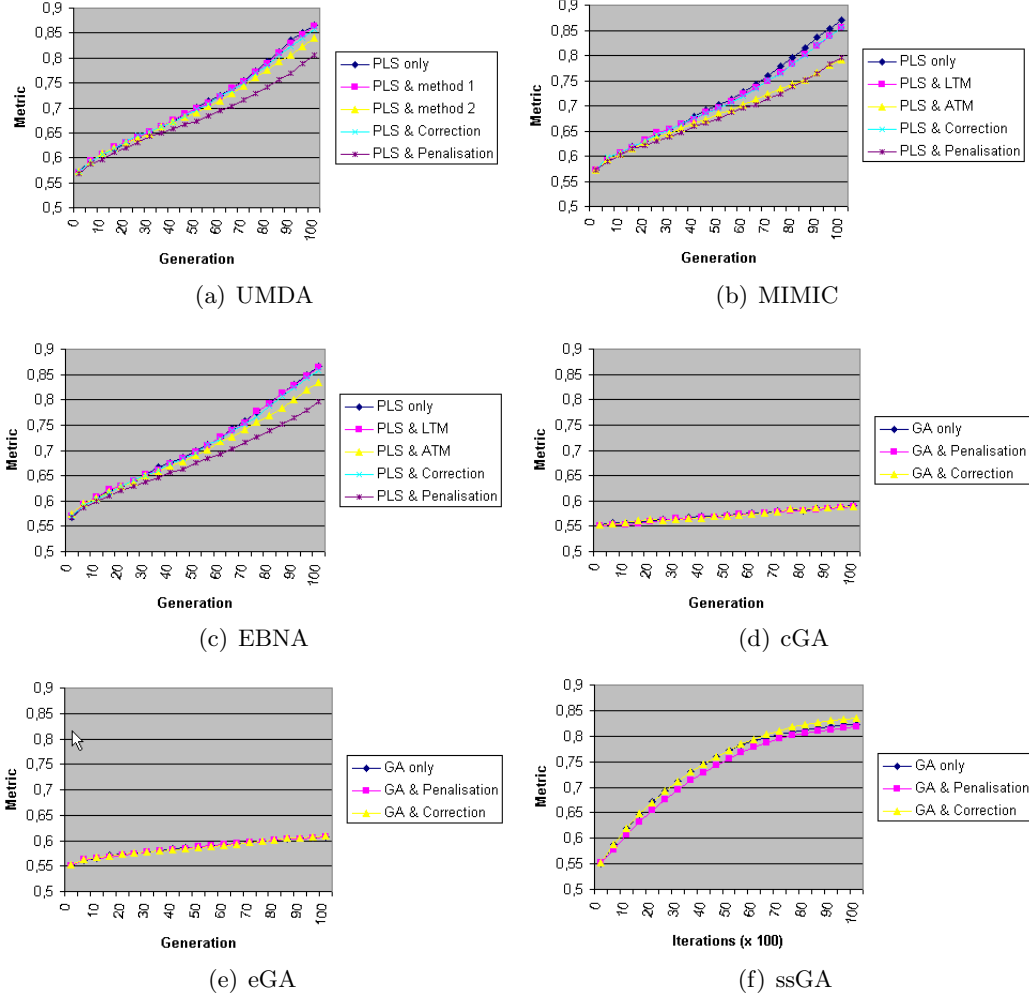 0,9
0,85
0,8
0,75
0,7
0,65
0,6
0,55
0,5
Metric
0 10 20 30 40 50 60 70 80 90 100
Generation
PLS only
PLS & method 1
PLS & method 2
PLS & Correction
PLS & Penalisation
(a) UMDA
0,9
0,85
0,8
0,75
0,7
0,65
0,6
0,55
0,5
Metric
0 10 20 30 40 50 60 70 80 90 100
Generation
PLS only
PLS & LTM
PLS & ATM
PLS & Correction
PLS & Penalisation
(b) MIMIC
0,9
0,85
0,8
0,75
0,7
0,65
0,6
0,55
0,5
Metric
0 10 20 30 40 50 60 70 80 90 100
Generation
PLS only
PLS & LTM
PLS & ATM
PLS & Correction
PLS & Penalisation
(c) EBNA
0,9
0,85
0,8
0,75
0,7
0,65
0,6
0,55
0,5
Metric
0 10 20 30 40 50 60 70 80 90 100
Generation
GA only
GA & Penalisation
GA & Correction
(d) cGA
0,9
0,85
0,8
0,75
0,7
0,65
0,6
0,55
0,5
Metric
0 10 20 30 40 50 60 70 80 90 100
Generation
GA only
GA & Penalisation
GA & Correction
(e) eGA
0,9
0,85
0,8
0,75
0,7
0,65
0,6
0,55
0,5
Metric
0 10 20 30 40 50 60 70 80 90 100
Iterations (x 100)
GA only
GA & Penalisation
GA & Correction
(f) ssGA